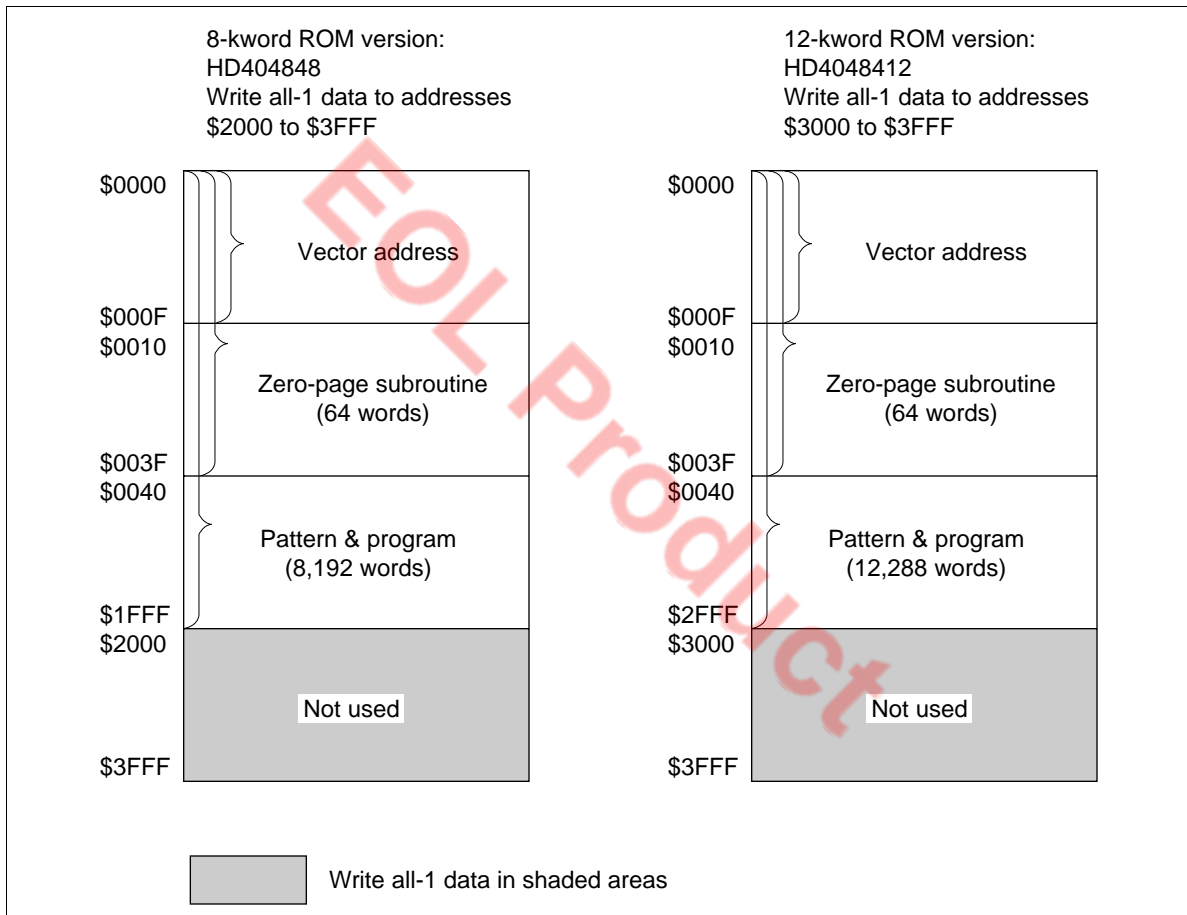 8-kword ROM version:
HD404848
Write all-1 data to addresses
$2000 to $3FFF
$0000
Vector address
$000F
$0010
Zero-page subroutine
(64 words)
$003F
$0040
Pattern & program
(8,192 words)
$1FFF
$2000
Not used
$3FFF
12-kword ROM version:
HD4048412
Write all-1 data to addresses
$3000 to $3FFF
$0000
Vector address
$000F
$0010
Zero-page subroutine
(64 words)
$003F
$0040
Pattern & program
(12,288 words)
$2FFF
$3000
Not used
$3FFF
Write all-1 data in shaded areas
EOL Product